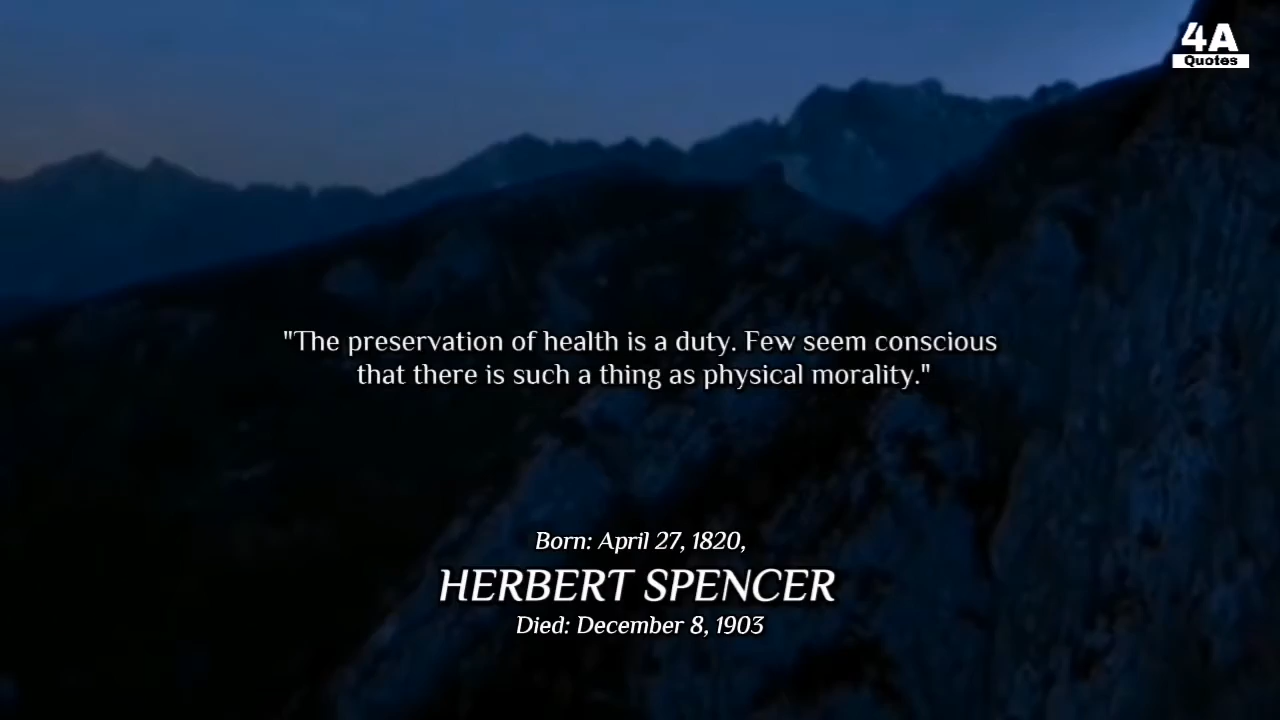 4A
Quotes
"The preservation of health is a duty. Few seem conscious
that there is such a thing as physical morality."
Born: April 27, 1820,
HERBERT SPENCER
Died: December 8, 1903